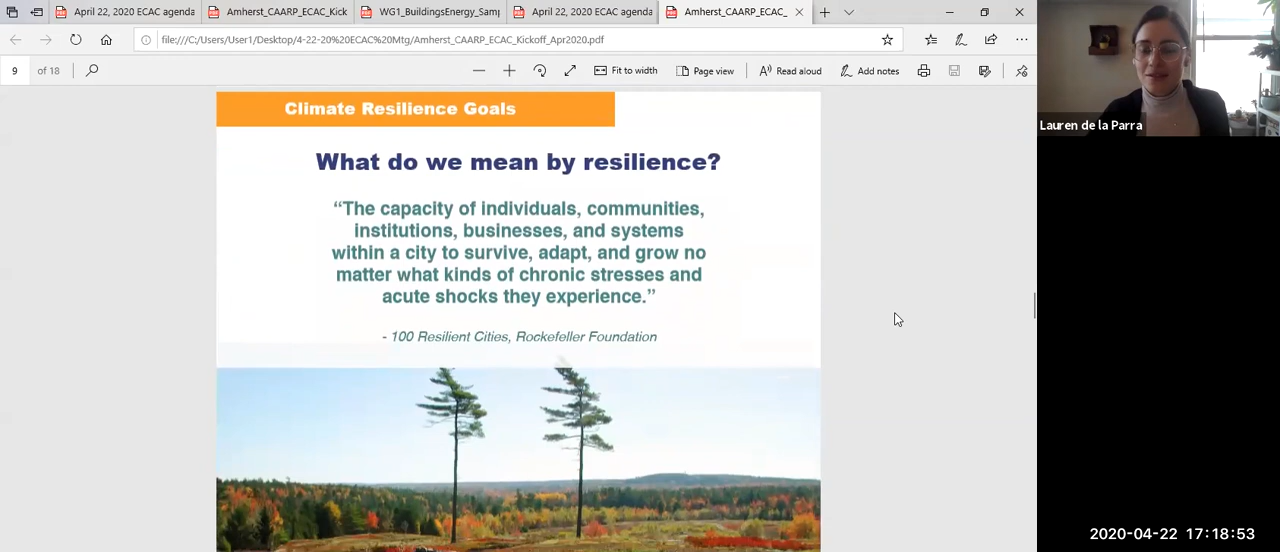 April 22, 2020 ECAC agenda
Amherst_CAARP_ECAC_Kick
WG1_BuildingsEnergy_Sam
April 22, 2020 ECAC agenda
Amherst_CAARP_ECAC_
file:///C:/Users/User1/Desktop/4-22-20%20ECAC%20Mtg/Amherst_CAARP_ECAC_Kickoff_Apr2020.pdf
9 of 18
Fit to width
Page view
Read aloud
Add notes
Lauren de la Parra
Climate Resilience Goals
What do we mean by resilience?
“The capacity of individuals, communities,
institutions, businesses, and systems
within a city to survive, adapt, and grow no
matter what kinds of chronic stresses and
acute shocks they experience.”
- 100 Resilient Cities, Rockefeller Foundation
2020-04-22 17:18:53